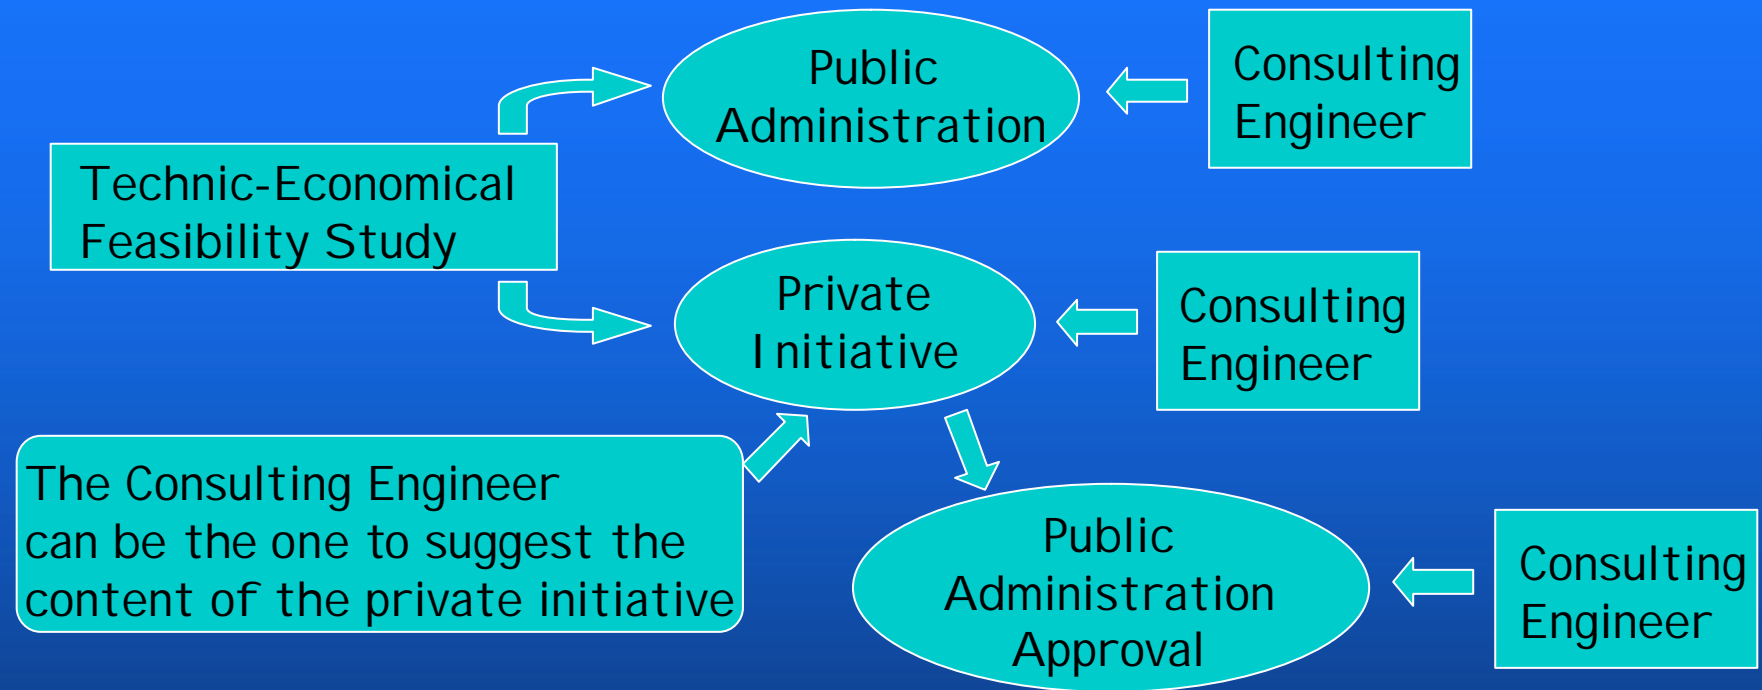 Public
Administration
Consulting
Engineer
Technic-Economical
Feasibility Study
Private
Initiative
Consulting
Engineer
The Consulting Engineer
can be the one to suggest the
content of the private initiative
Public
Administration
Approval
Consulting
Engineer